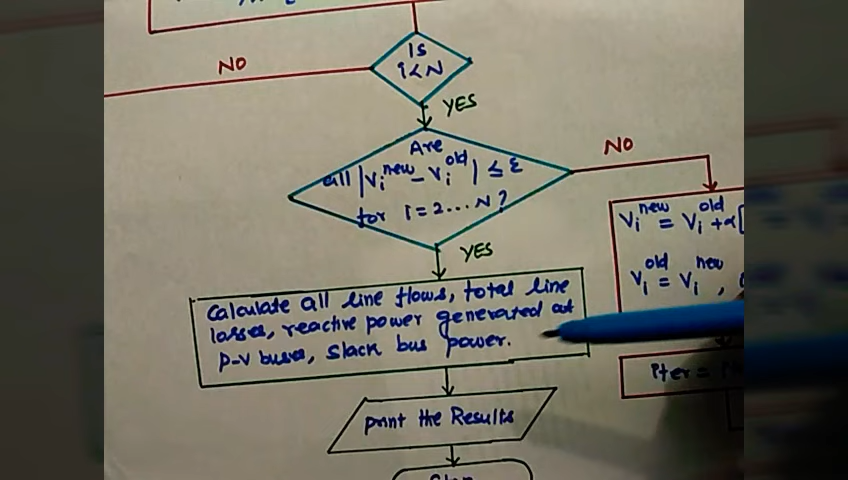 Is
i<N
NO
YES
Are
all |Vi^new - Vi^old| ≤ ε
for i=2...N?
NO
YES
Vi^new = Vi^old + α[
Vi^old = Vi^new ,
Calculate all line flows, total line
losses, reactive power generated at
P-V buses, slack bus power.
iter =
print the Results
Stop